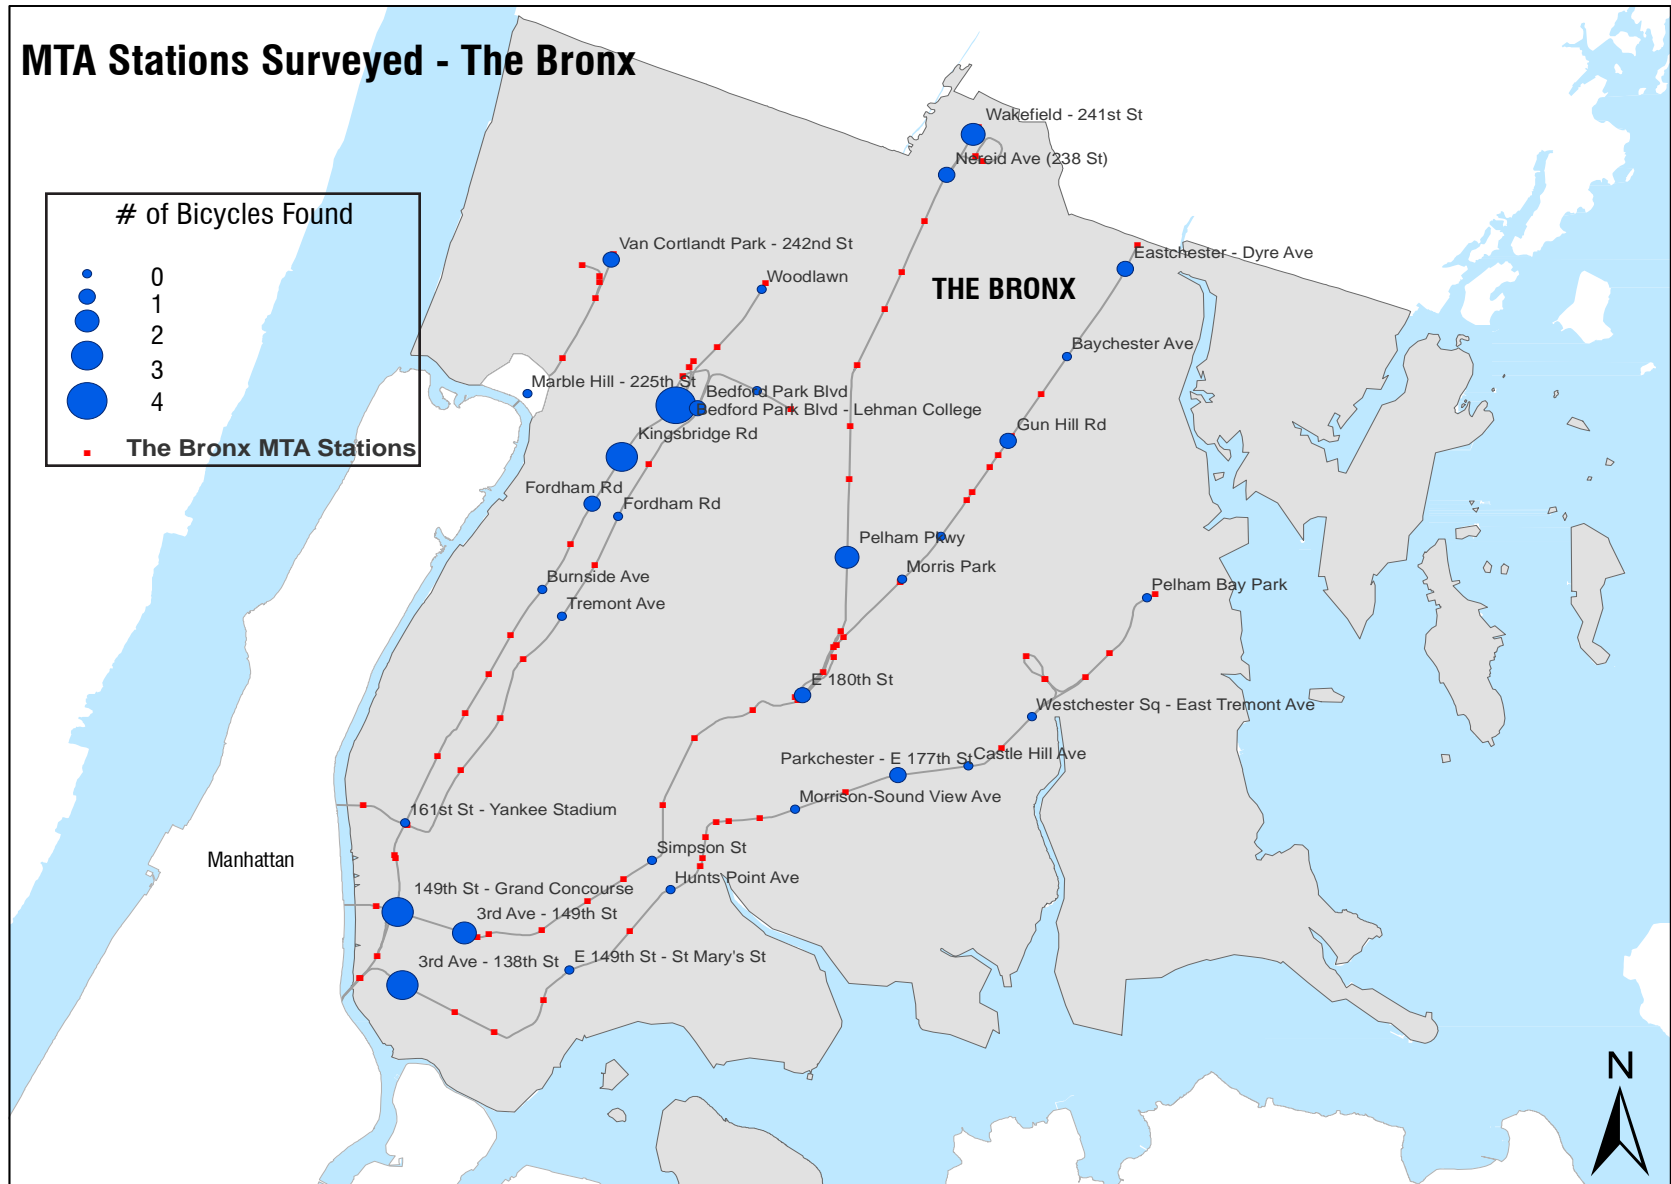 MTA Stations Surveyed - The Bronx
Wakefield - 241st St
Nereid Ave (238 St)
# of Bicycles Found
0
1
2
3
4
The Bronx MTA Stations
Van Cortlandt Park - 242nd St
Woodlawn
THE BRONX
Eastchester - Dyre Ave
Baychester Ave
Marble Hill - 225th St
Bedford Park Blvd
Bedford Park Blvd - Lehman College
Gun Hill Rd
Kingsbridge Rd
Fordham Rd
Fordham Rd
Pelham Pkwy
Morris Park
Burnside Ave
Tremont Ave
Pelham Bay Park
E 180th St
Westchester Sq - East Tremont Ave
Parkchester - E 177th St
Castle Hill Ave
Morrison-Sound View Ave
161st St - Yankee Stadium
Simpson St
Manhattan
Hunts Point Ave
149th St - Grand Concourse
3rd Ave - 149th St
3rd Ave - 138th St
E 149th St - St Mary's St
N